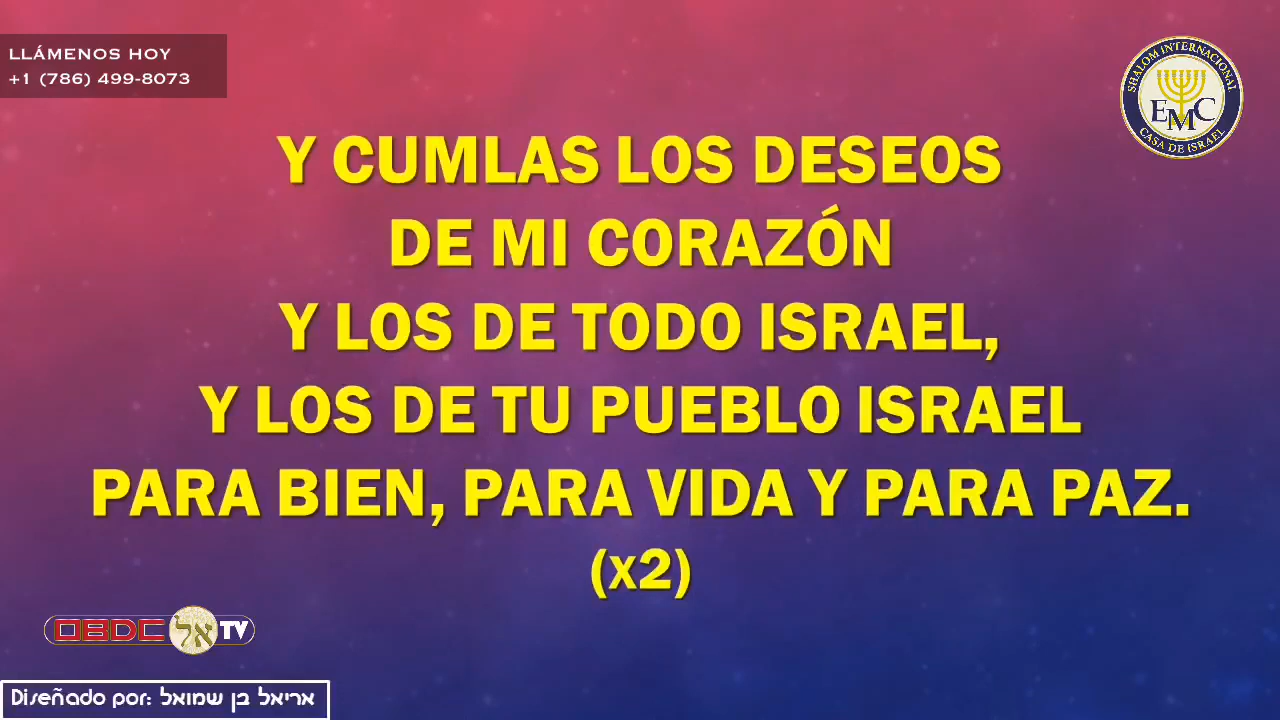 LLÁMENOS HOY
+1 (786) 499-8073
SHALOM INTERNACIONAL
EMC
CASA DE ISRAEL
Y CUMLAS LOS DESEOS
DE MI CORAZÓN
Y LOS DE TODO ISRAEL,
Y LOS DE TU PUEBLO ISRAEL
PARA BIEN, PARA VIDA Y PARA PAZ.
(X2)
OBDC אל TV
Diseñado por: אריאל בן שמואל